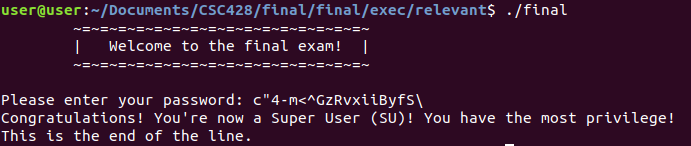 user@user:~/Documents/CSC428/final/final/exec/relevant$ ./final
~=~=~=~=~=~=~=~=~=~=~=~=~=~=~=~
|   Welcome to the final exam!  |
~=~=~=~=~=~=~=~=~=~=~=~=~=~=~=~
Please enter your password: c"4-m<^GzRvxiiByfS\
Congratulations! You're now a Super User (SU)! You have the most privilege!
This is the end of the line.